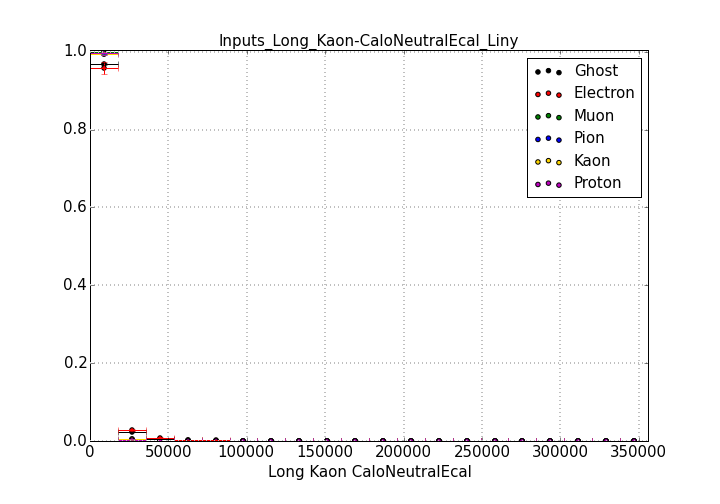 Inputs_Long_Kaon-CaloNeutralEcal_Liny
1.0
0.8
0.6
0.4
0.2
0.0
Ghost
Electron
Muon
Pion
Kaon
Proton
0 50000 100000 150000 200000 250000 300000 350000
Long Kaon CaloNeutralEcal